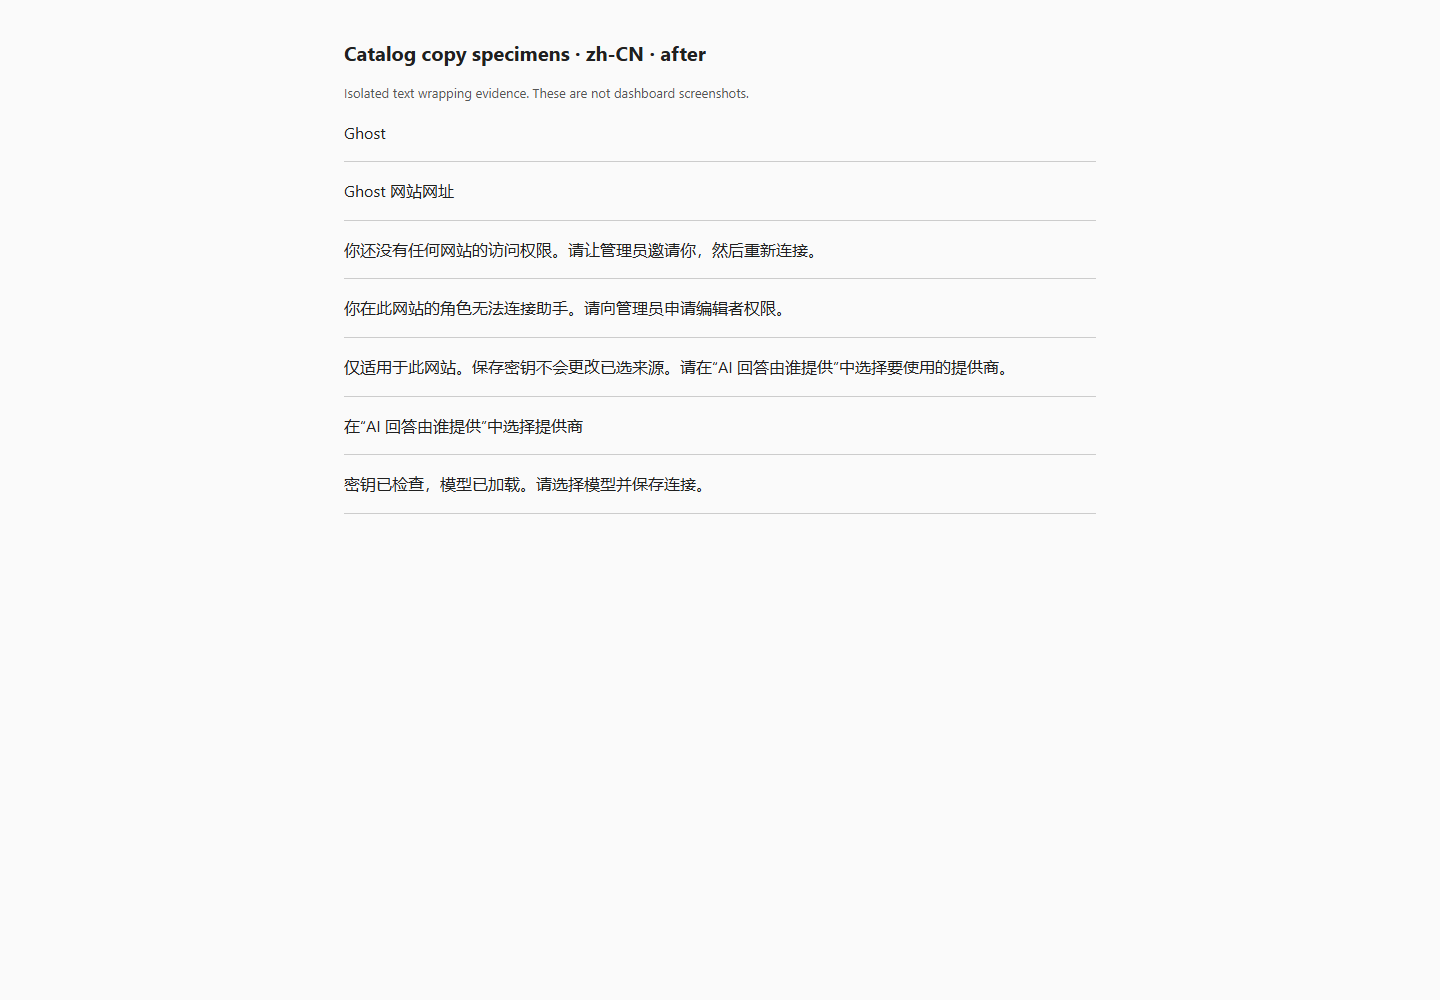 Catalog copy specimens · zh-CN · after
Isolated text wrapping evidence. These are not dashboard screenshots.
Ghost
Ghost 网站网址
你还没有任何网站的访问权限。请让管理员邀请你，然后重新连接。
你在此网站的角色无法连接助手。请向管理员申请编辑者权限。
仅适用于此网站。保存密钥不会更改已选来源。请在“AI 回答由谁提供”中选择要使用的提供商。
在“AI 回答由谁提供”中选择提供商
密钥已检查，模型已加载。请选择模型并保存连接。